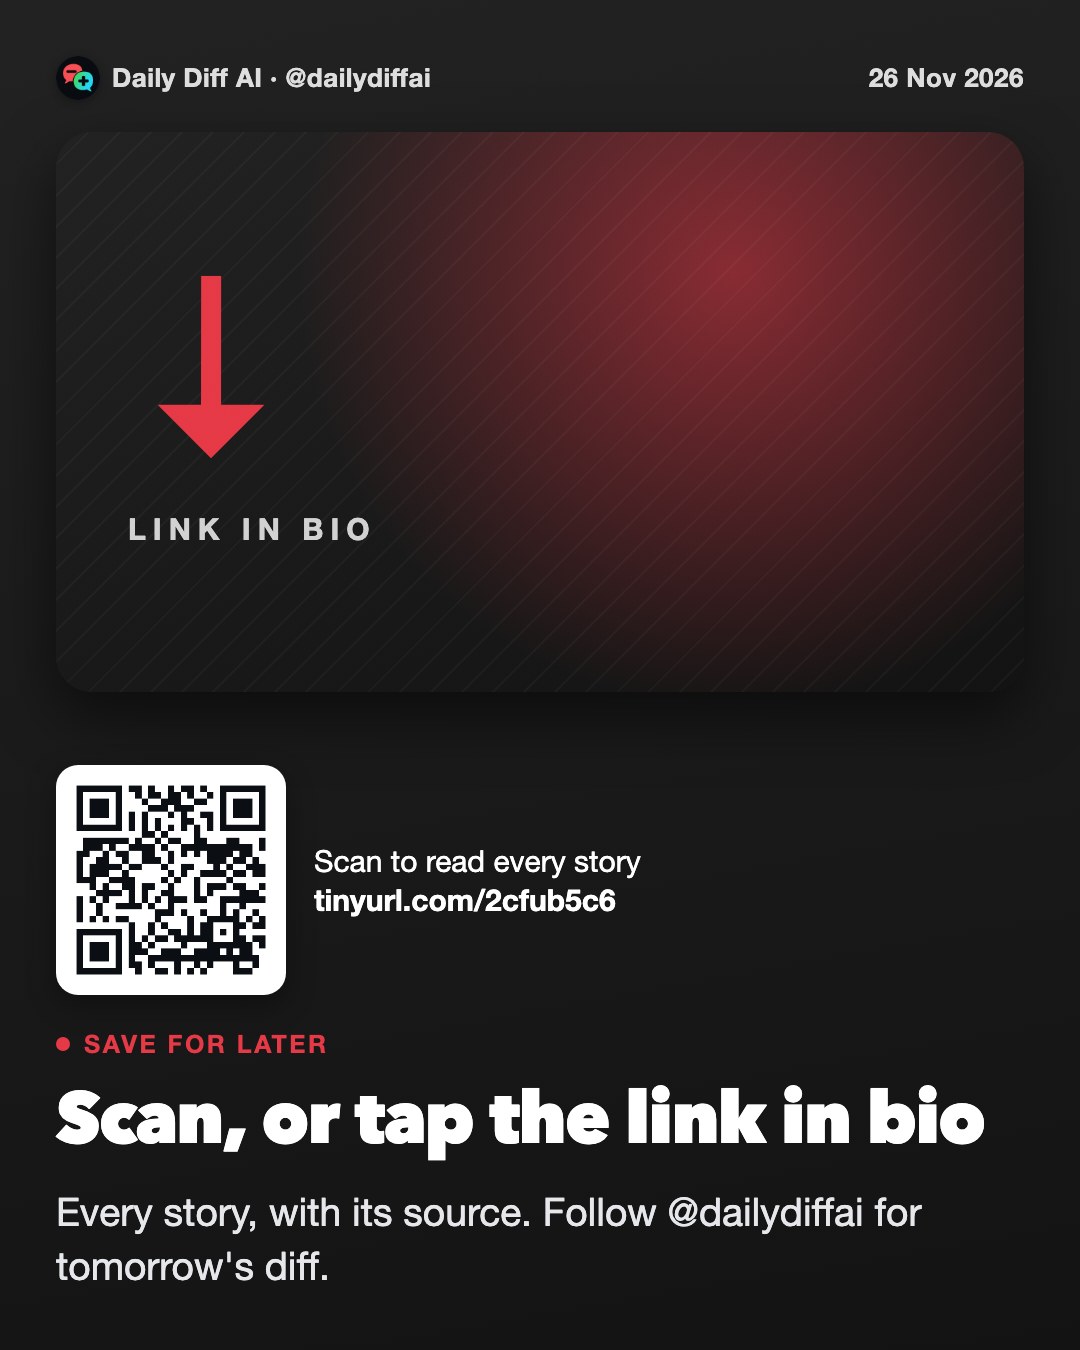 Daily Diff AI · @dailydiffai
26 Nov 2026
LINK IN BIO
Scan to read every story
tinyurl.com/2cfub5c6
SAVE FOR LATER
Scan, or tap the link in bio
Every story, with its source. Follow @dailydiffai for
tomorrow's diff.